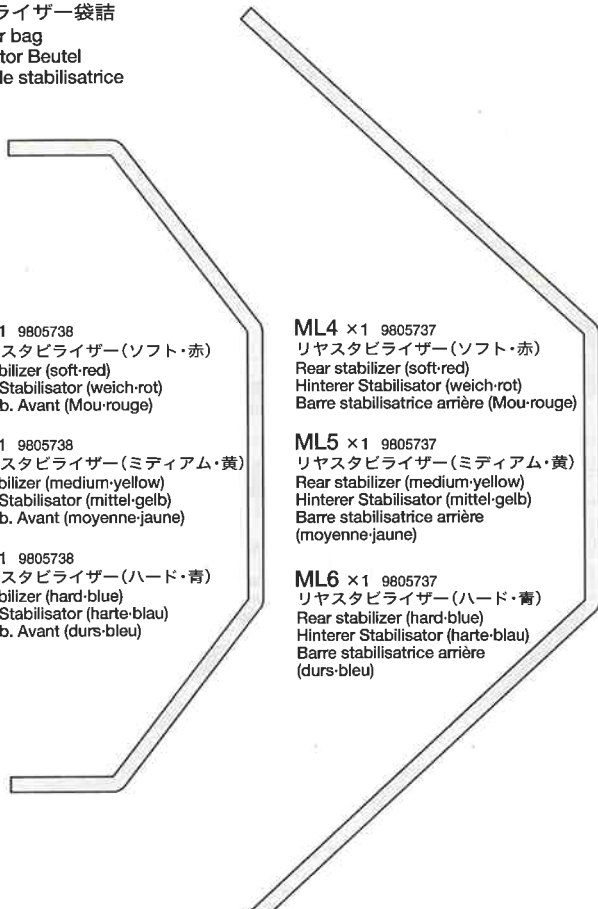 ライザー袋詰
r bag
tor Beutel
le stabilisatrice
1 9805738
スタビライザー(ソフト・赤)
bilizer (soft·red)
Stabilisator (weich·rot)
b. Avant (Mou·rouge)
1 9805738
スタビライザー(ミディアム・黄)
bilizer (medium·yellow)
Stabilisator (mittel·gelb)
b. Avant (moyenne·jaune)
1 9805738
スタビライザー(ハード・青)
bilizer (hard·blue)
Stabilisator (harte·blau)
b. Avant (durs·bleu)
ML4 ×1 9805737
リヤスタビライザー(ソフト・赤)
Rear stabilizer (soft·red)
Hinterer Stabilisator (weich·rot)
Barre stabilisatrice arrière (Mou·rouge)
ML5 ×1 9805737
リヤスタビライザー(ミディアム・黄)
Rear stabilizer (medium·yellow)
Hinterer Stabilisator (mittel·gelb)
Barre stabilisatrice arrière
(moyenne·jaune)
ML6 ×1 9805737
リヤスタビライザー(ハード・青)
Rear stabilizer (hard·blue)
Hinterer Stabilisator (harte·blau)
Barre stabilisatrice arrière
(durs·bleu)